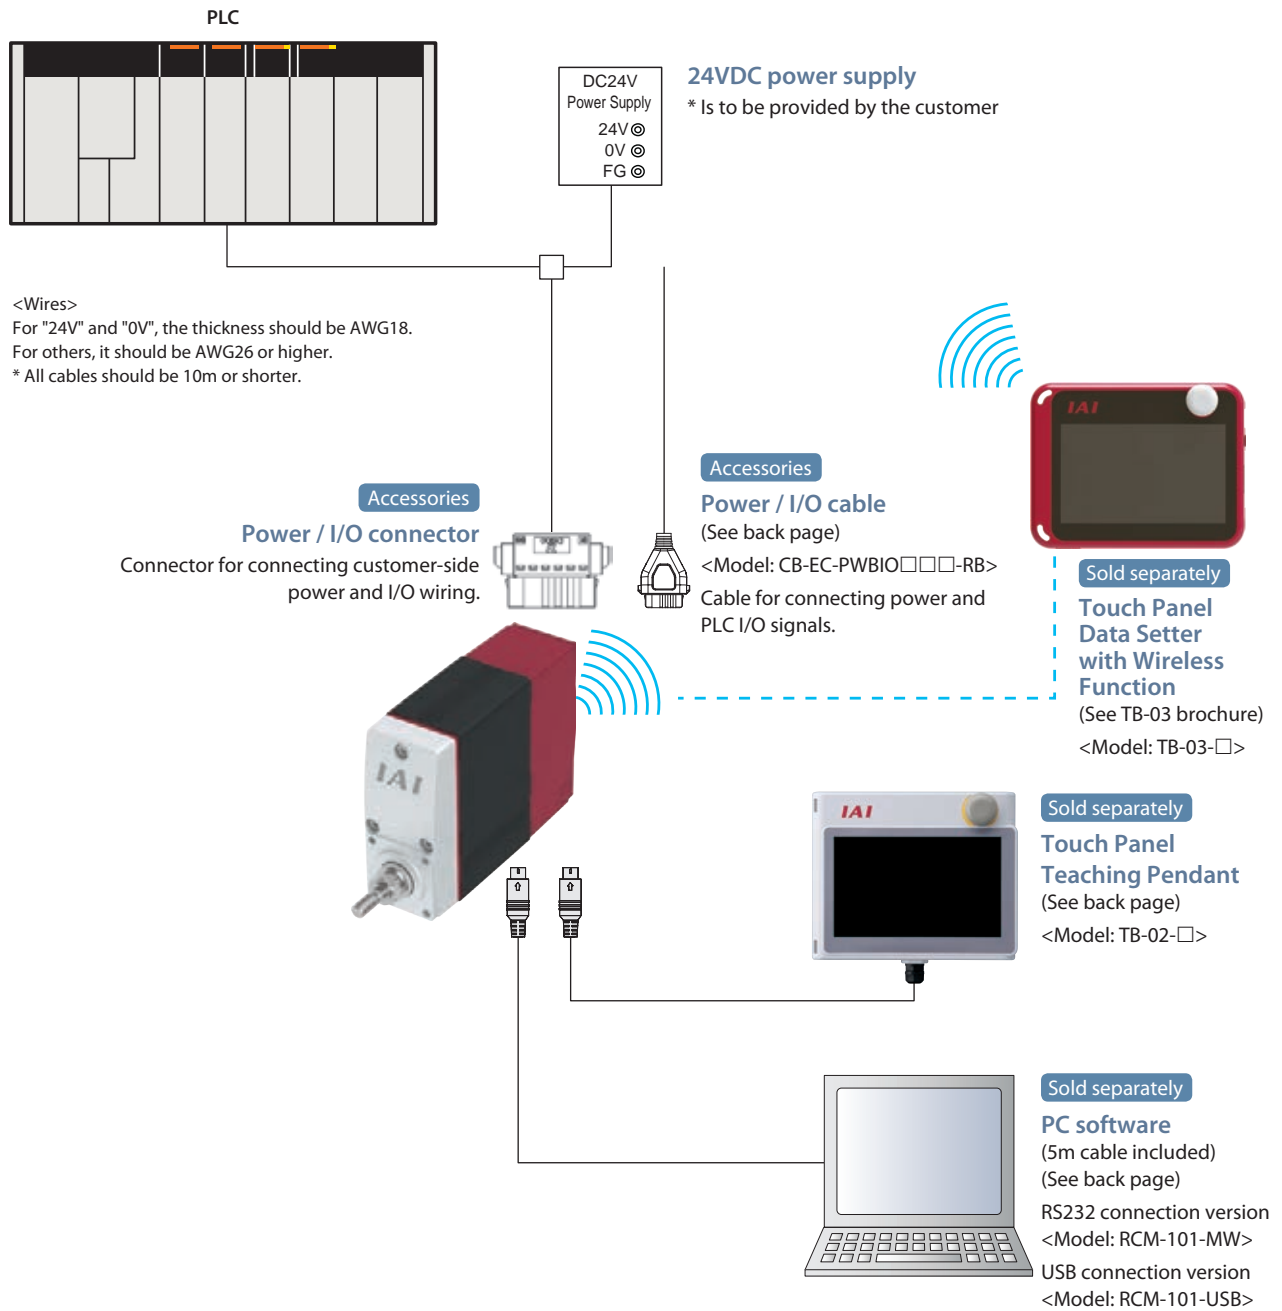 PLC
DC24V
Power Supply
24V
0V
FG
24VDC power supply
* Is to be provided by the customer
<Wires>
For "24V" and "0V", the thickness should be AWG18.
For others, it should be AWG26 or higher.
* All cables should be 10m or shorter.
Accessories
Power / I/O connector
Connector for connecting customer-side
power and I/O wiring.
Accessories
Power / I/O cable
(See back page)
<Model: CB-EC-PWBIO□□□-RB>
Cable for connecting power and
PLC I/O signals.
IAI
Sold separately
Touch Panel
Data Setter
with Wireless
Function
(See TB-03 brochure)
<Model: TB-03-□>
IAI
IAI
Sold separately
Touch Panel
Teaching Pendant
(See back page)
<Model: TB-02-□>
Sold separately
PC software
(5m cable included)
(See back page)
RS232 connection version
<Model: RCM-101-MW>
USB connection version
<Model: RCM-101-USB>